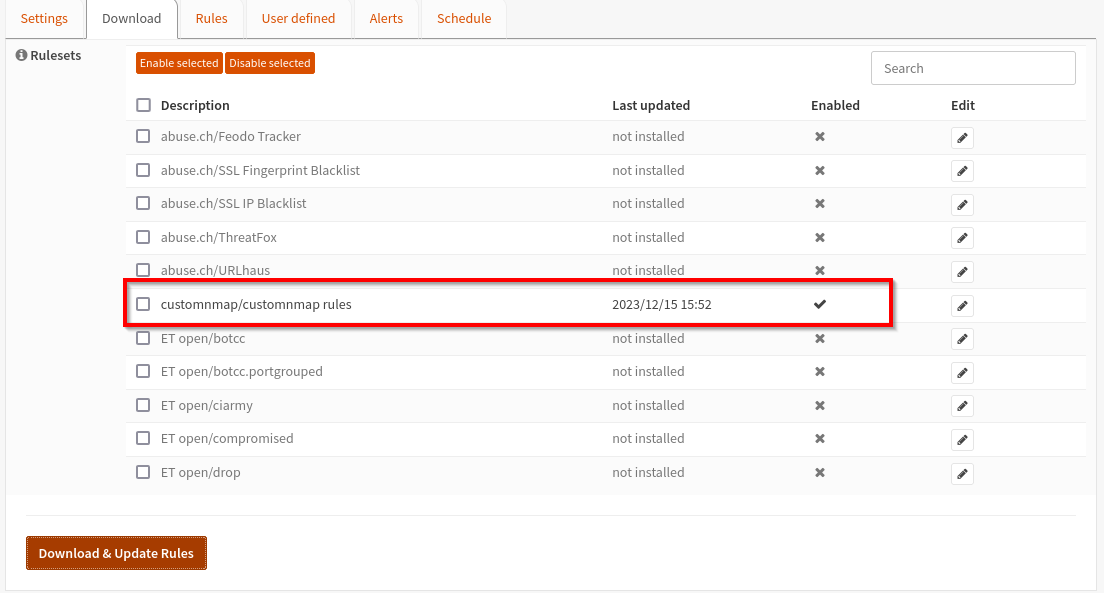 Settings Download Rules User defined Alerts Schedule
Rulesets
Enable selected Disable selected Search
Description Last updated Enabled Edit
abuse.ch/Feodo Tracker not installed
abuse.ch/SSL Fingerprint Blacklist not installed
abuse.ch/SSL IP Blacklist not installed
abuse.ch/ThreatFox not installed
abuse.ch/URLhaus not installed
customnmap/customnmap rules 2023/12/15 15:52
ET open/botcc not installed
ET open/botcc.portgrouped not installed
ET open/ciarmy not installed
ET open/compromised not installed
ET open/drop not installed
Download & Update Rules